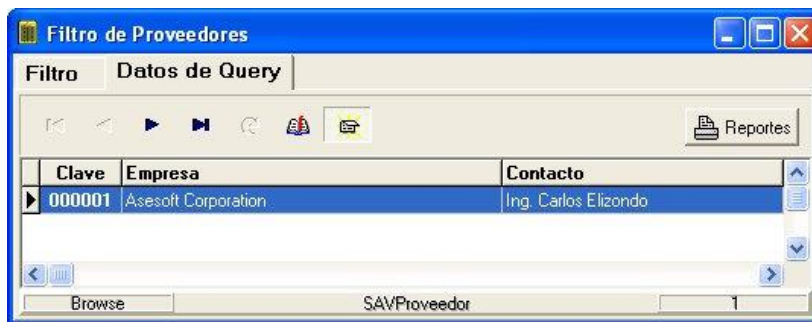 Filtro de Proveedores
Filtro Datos de Query
Reportes
Clave Empresa Contacto
000001 Asesoft Corporation Ing. Carlos Elizondo
Browse SAVProveedor 1